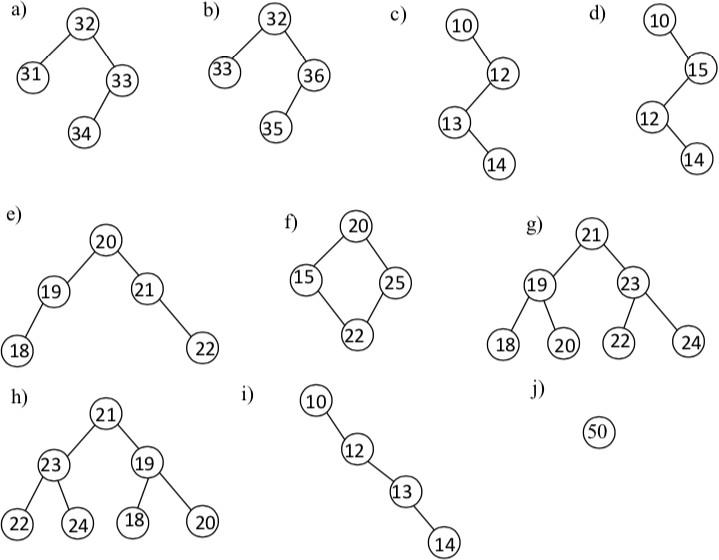 a) b) c) d)
32 32 10 10
31 33 33 36 12 15
34 35 13 12
14 14
e) f) g) 
20 20 21
19 21 15 25 19 23
18 22 22 18 20 22 24
h) i) j)
21 10 50
23 19 12
22 24 18 20 13
14